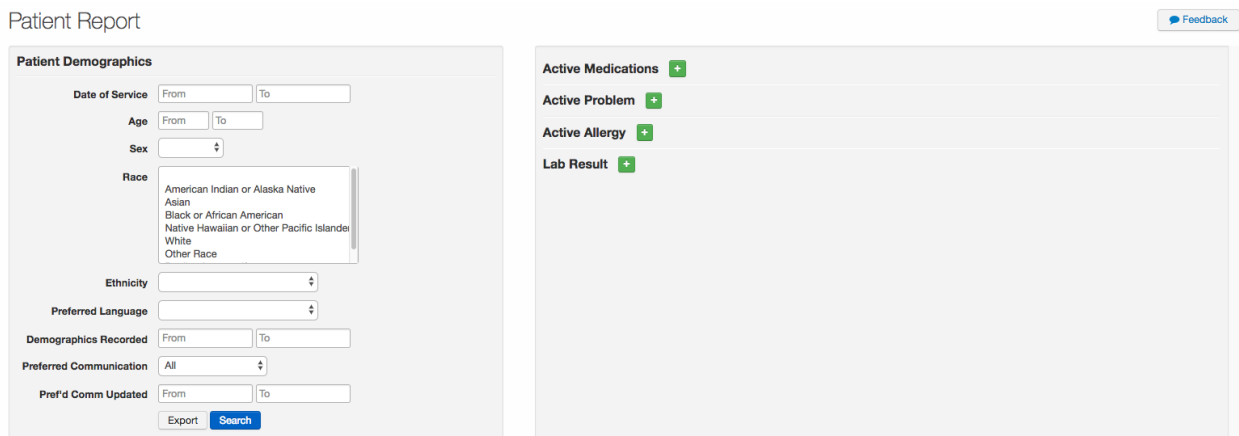 Patient Report
Feedback
Patient Demographics
Date of Service From To
Age From To
Sex
Race
American Indian or Alaska Native
Asian
Black or African American
Native Hawaiian or Other Pacific Islander
White
Other Race
Ethnicity
Preferred Language
Demographics Recorded From To
Preferred Communication All
Pref'd Comm Updated From To
Export Search
Active Medications +
Active Problem +
Active Allergy +
Lab Result +